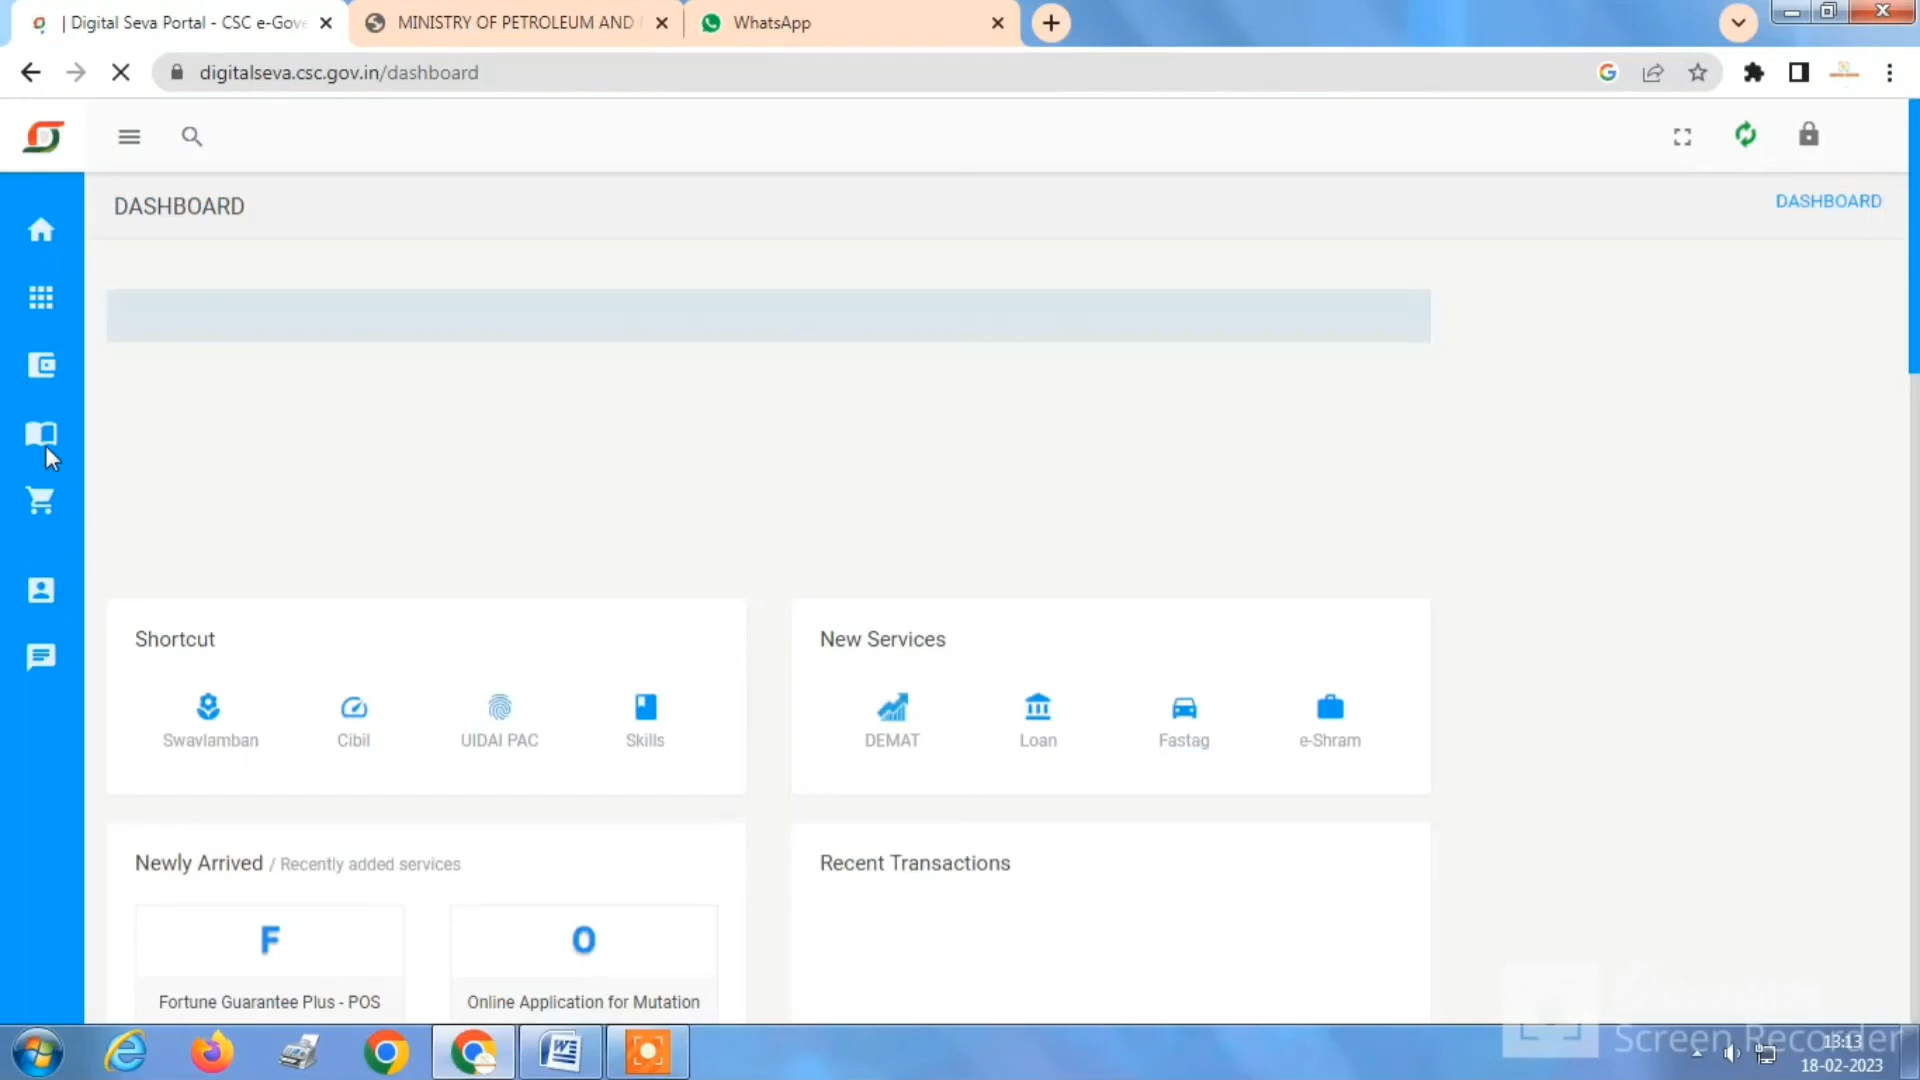 | Digital Seva Portal - CSC e-Gove
MINISTRY OF PETROLEUM AND
WhatsApp
digitalseva.csc.gov.in/dashboard
DASHBOARD
DASHBOARD
Shortcut
New Services
Swavlamban
Cibil
UIDAI PAC
Skills
DEMAT
Loan
Fastag
e-Shram
Newly Arrived / Recently added services
Recent Transactions
F
O
Fortune Guarantee Plus - POS
Online Application for Mutation
Screen Recorder
13:13
18-02-2023